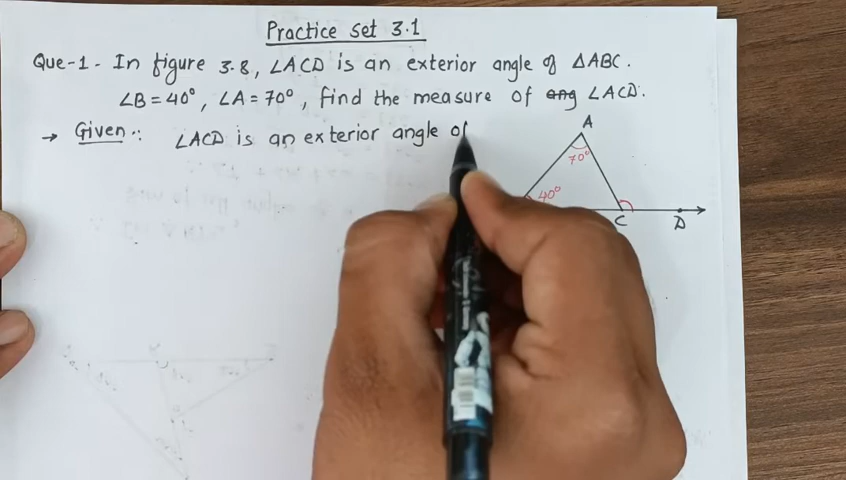 Practice set 3.1
Que-1. In figure 3.8, ∠ACD is an exterior angle of ΔABC.
∠B=40°, ∠A=70°, find the measure of ang ∠ACD.
→ Given:. ∠ACD is an exterior angle of
A
70°
40°
C
D